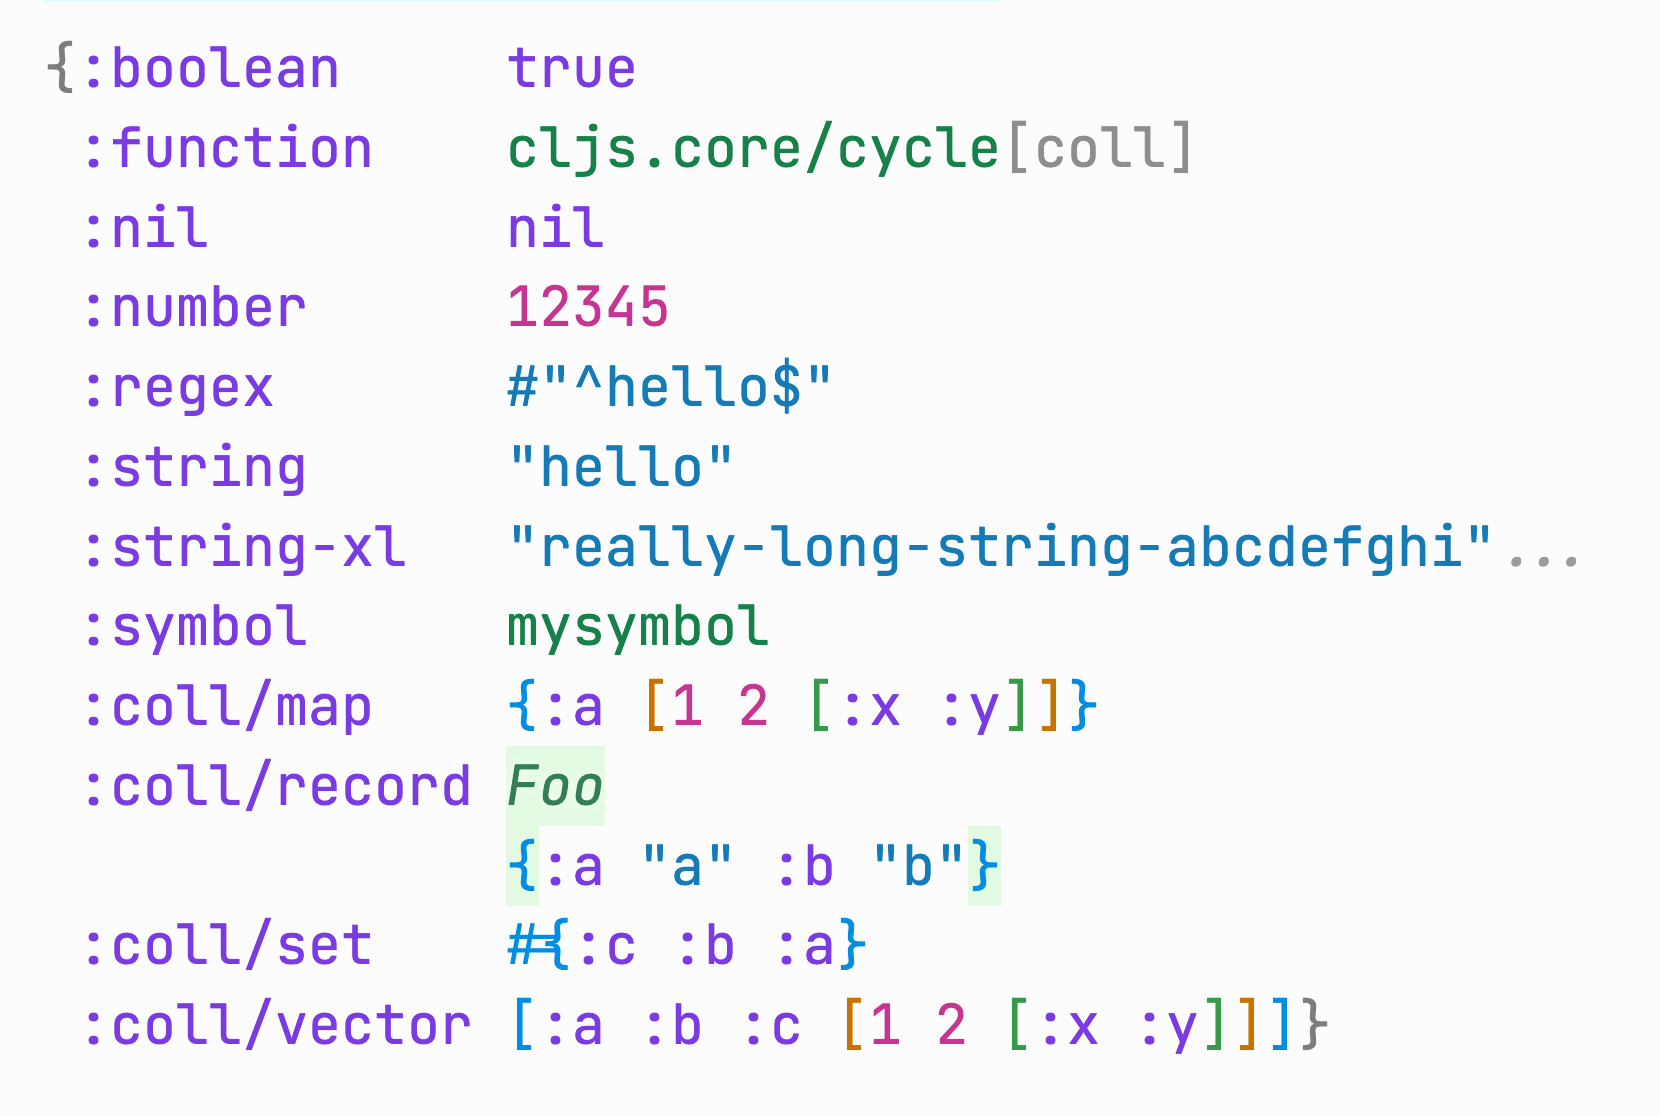 {:boolean     true
 :function    cljs.core/cycle[coll]
 :nil         nil
 :number      12345
 :regex       #"^hello$"
 :string      "hello"
 :string-xl   "really-long-string-abcdefghi"...
 :symbol      mysymbol
 :coll/map    {:a [1 2 [:x :y]]}
 :coll/record Foo
              {:a "a" :b "b"}
 :coll/set    #{:c :b :a}
 :coll/vector [:a :b :c [1 2 [:x :y]]]}